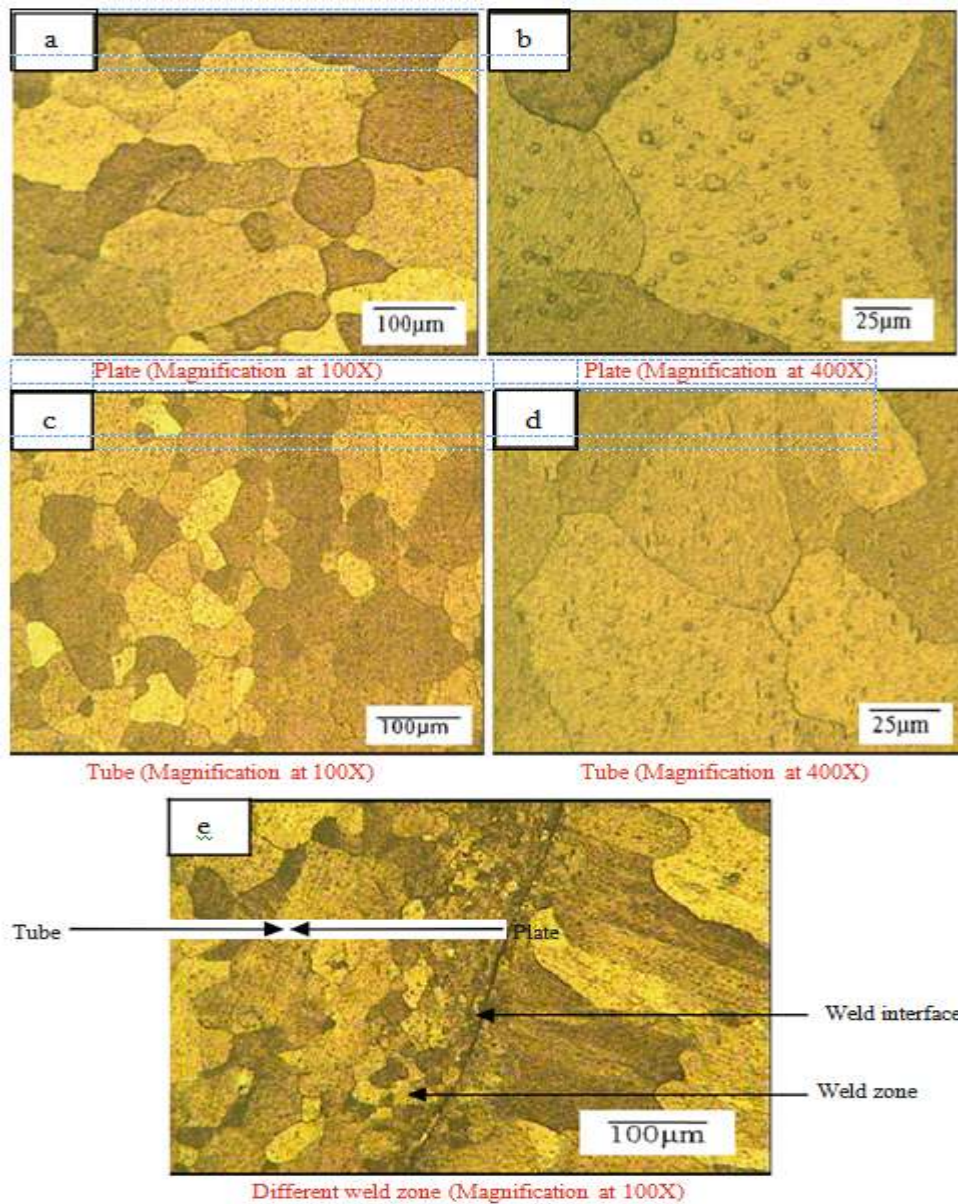 a
b
100µm
25µm
Plate (Magnification at 100X)
Plate (Magnification at 400X)
c
d
100µm
25µm
Tube (Magnification at 100X)
Tube (Magnification at 400X)
e
Tube
Plate
Weld interface
Weld zone
100µm
Different weld zone (Magnification at 100X)